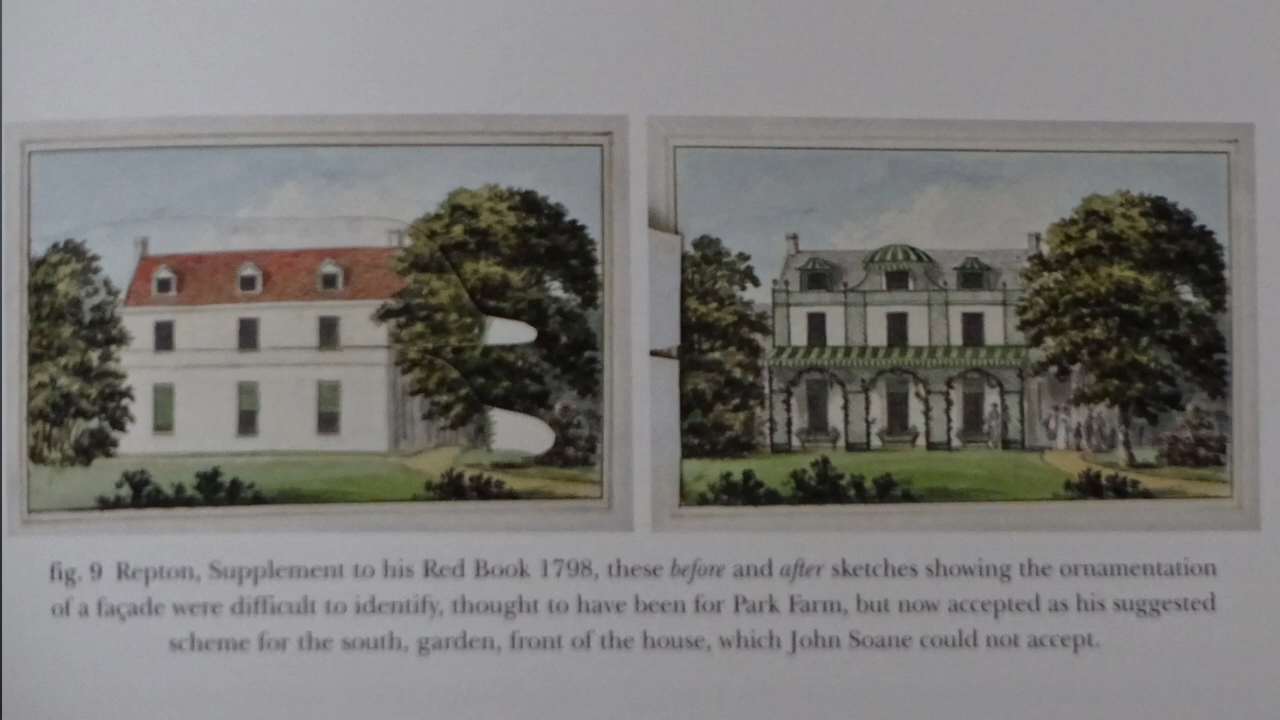 fig. 9 Repton, Supplement to his Red Book 1798, these before and after sketches showing the ornamentation
of a façade were difficult to identify, thought to have been for Park Farm, but now accepted as his suggested
scheme for the south, garden, front of the house, which John Soane could not accept.